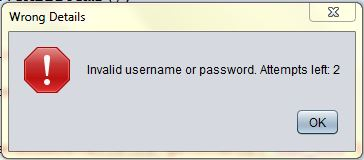 Wrong Details
Invalid username or password. Attempts left: 2
OK